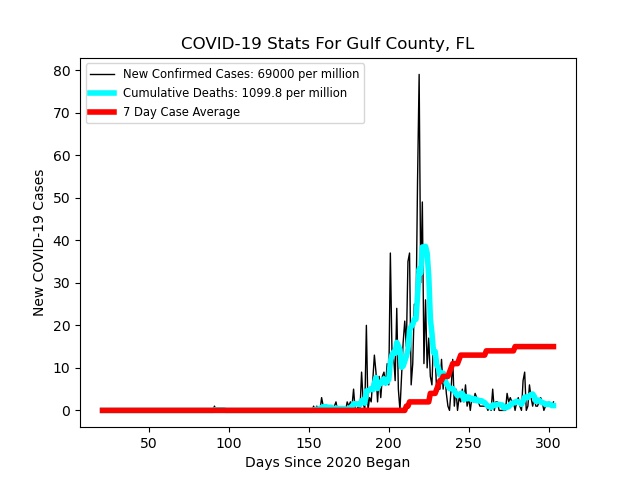 COVID-19 Stats For Gulf County, FL
New Confirmed Cases: 69000 per million
Cumulative Deaths: 1099.8 per million
7 Day Case Average
New COVID-19 Cases
80
70
60
50
40
30
20
10
0
50
100
150
200
250
300
Days Since 2020 Began